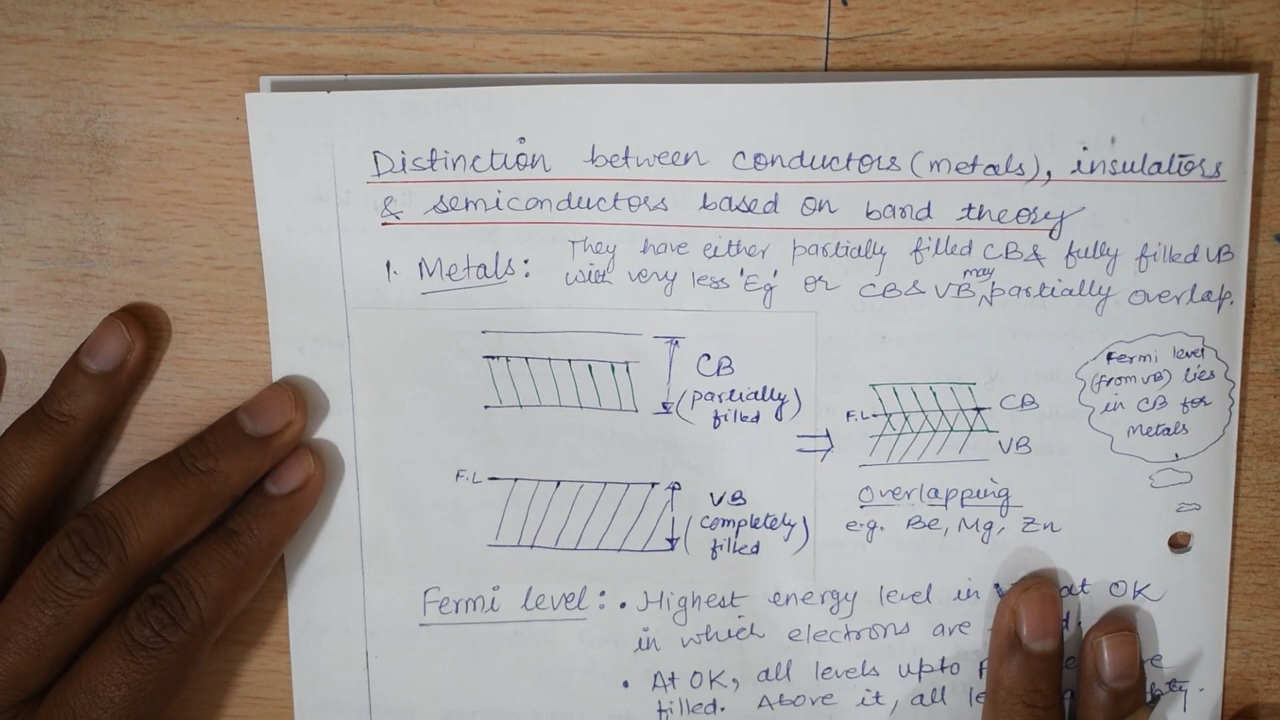 Distinction between conductors (metals), insulators
& semiconductors based on band theory
1. Metals: They have either partially filled CB & fully filled VB
with very less 'Eg' or CB & VB may partially overlap.
CB
(partially
filled)
F.L
VB
(completely
filled)
⇒
F.L
CB
VB
Overlapping
e.g. Be, Mg, Zn
Fermi level
(from VB) lies
in CB for
Metals
Fermi level: • Highest energy level in at OK
in which electrons are
• At OK, all levels upto
filled. Above it, all